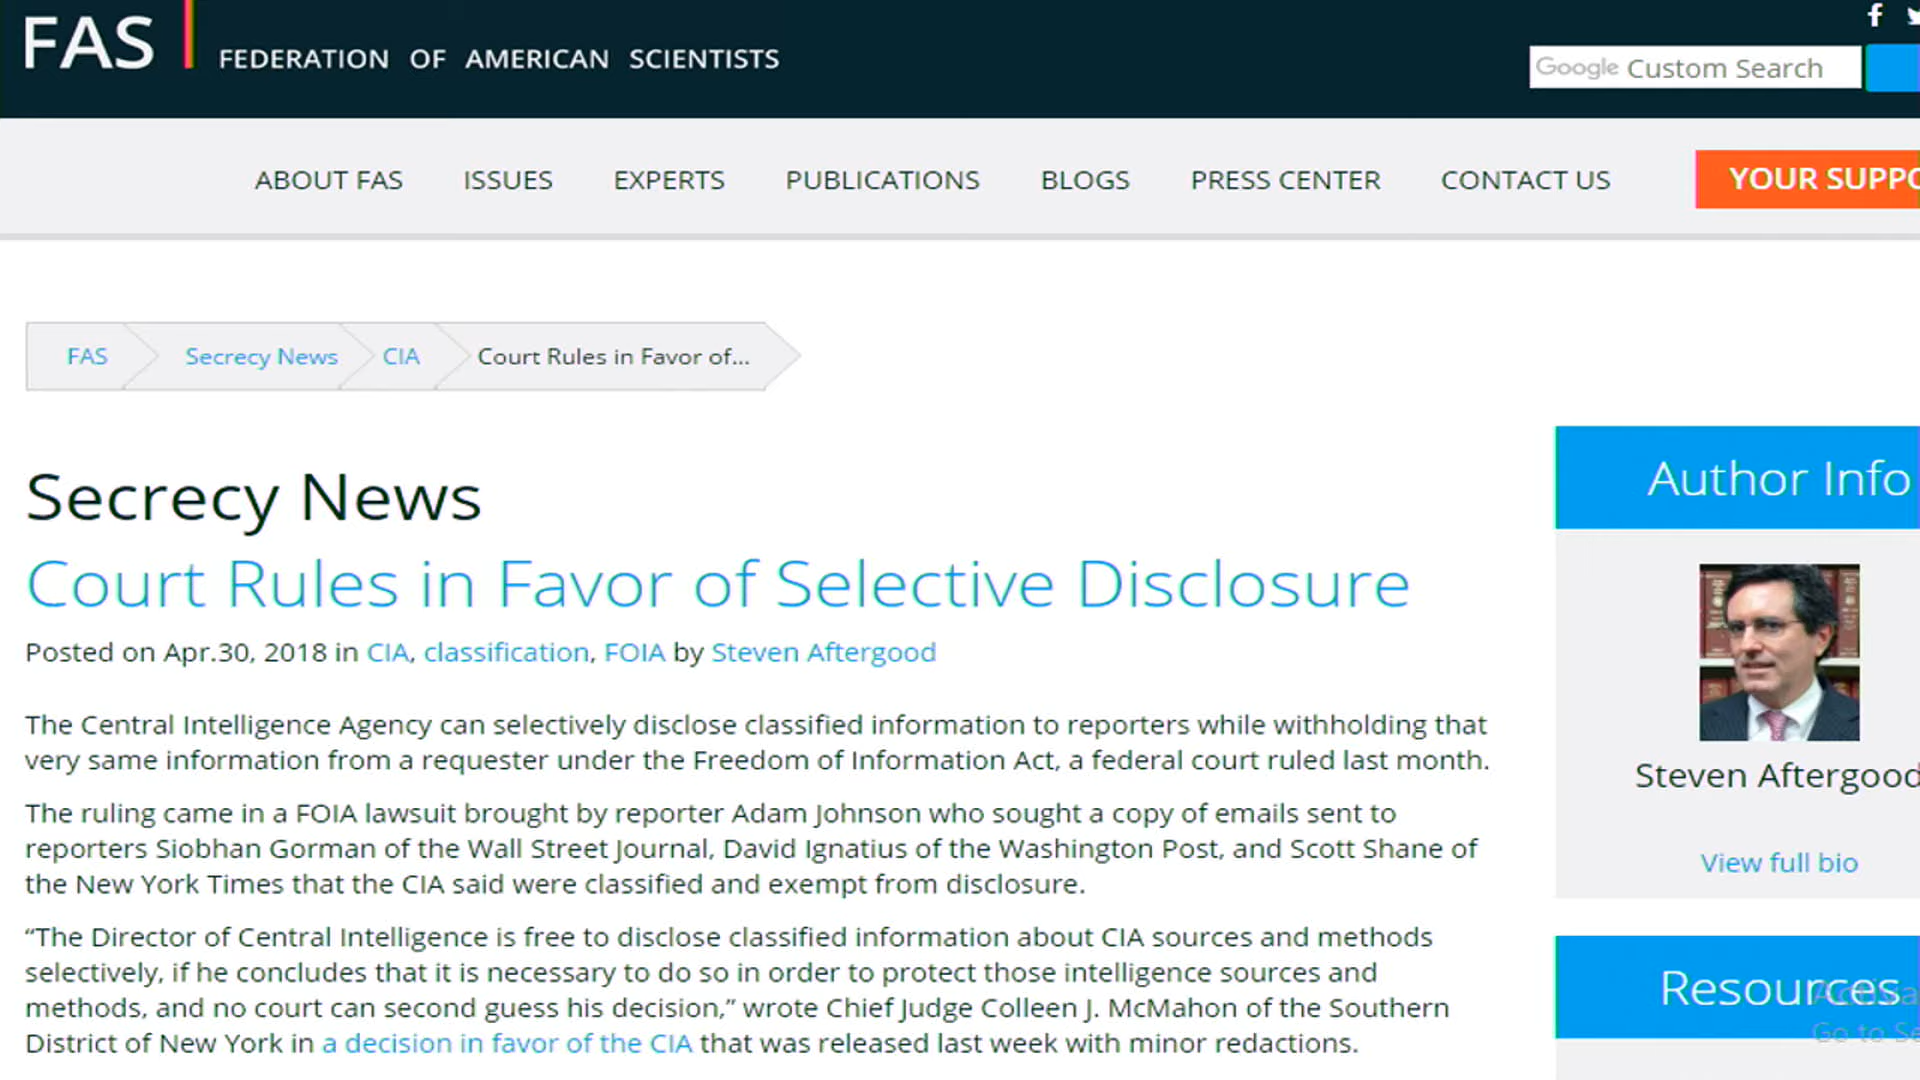 FAS
FEDERATION OF AMERICAN SCIENTISTS
Google Custom Search
ABOUT FAS ISSUES EXPERTS PUBLICATIONS BLOGS PRESS CENTER CONTACT US YOUR SUPPO
FAS Secrecy News CIA Court Rules in Favor of...
Secrecy News
Court Rules in Favor of Selective Disclosure
Posted on Apr.30, 2018 in CIA, classification, FOIA by Steven Aftergood
The Central Intelligence Agency can selectively disclose classified information to reporters while withholding that
very same information from a requester under the Freedom of Information Act, a federal court ruled last month.
The ruling came in a FOIA lawsuit brought by reporter Adam Johnson who sought a copy of emails sent to
reporters Siobhan Gorman of the Wall Street Journal, David Ignatius of the Washington Post, and Scott Shane of
the New York Times that the CIA said were classified and exempt from disclosure.
“The Director of Central Intelligence is free to disclose classified information about CIA sources and methods
selectively, if he concludes that it is necessary to do so in order to protect those intelligence sources and
methods, and no court can second guess his decision,” wrote Chief Judge Colleen J. McMahon of the Southern
District of New York in a decision in favor of the CIA that was released last week with minor redactions.
Author Info
Steven Aftergood
View full bio
Resources
Activa
Go to Se